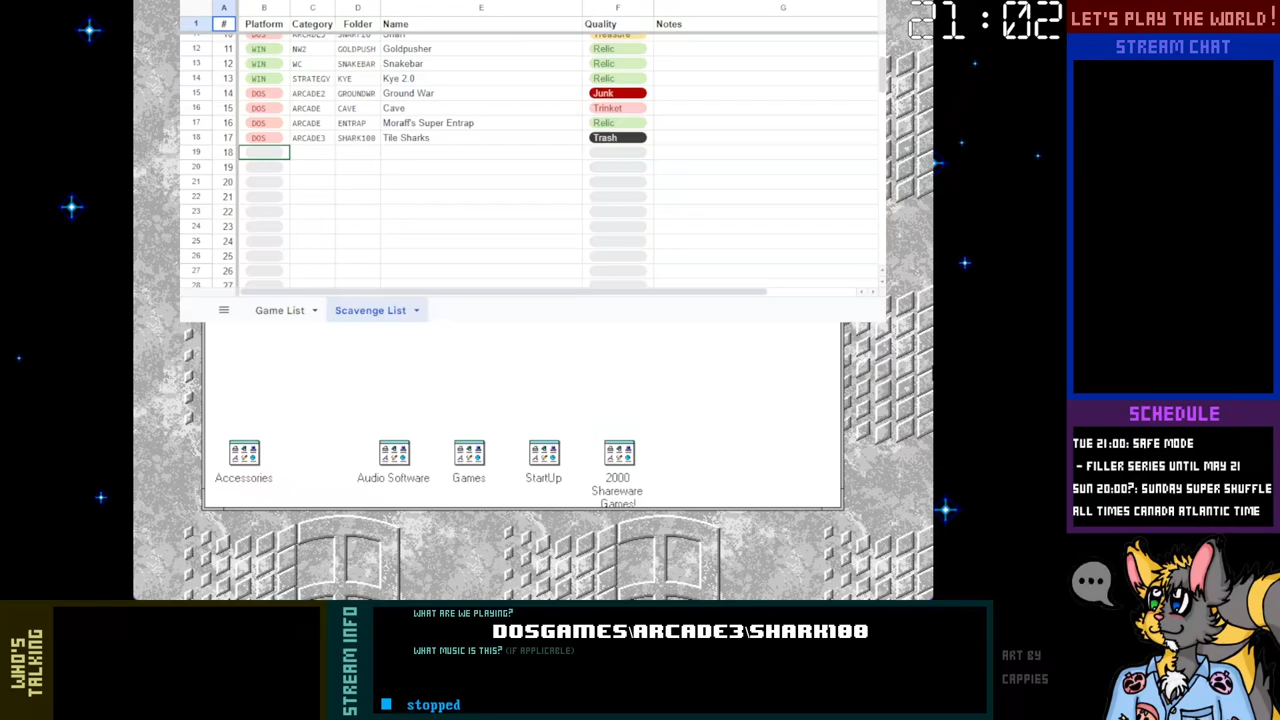 A B C D E F G
1 # Platform Category Folder Name Quality Notes
12 11 WIN NW2 GOLDPUSH Goldpusher Relic
13 12 WIN WC SNAKEBAR Snakebar Relic
14 13 WIN STRATEGY KYE Kye 2.0 Relic
15 14 DOS ARCADE2 GROUNDWR Ground War Junk
16 15 DOS ARCADE CAVE Cave Trinket
17 16 DOS ARCADE ENTRAP Moraff's Super Entrap Relic
18 17 DOS ARCADE3 SHARK100 Tile Sharks Trash
19 18
20 19
21 20
22 21
23 22
24 23
25 24
26 25
27 26
28 27
Game List Scavenge List
Accessories
Audio Software
Games
StartUp
2000
Shareware
Games!
21:02
LET'S PLAY THE WORLD!
STREAM CHAT
SCHEDULE
TUE 21:00: SAFE MODE
- FILLER SERIES UNTIL MAY 21
SUN 20:00?: SUNDAY SUPER SHUFFLE
ALL TIMES CANADA ATLANTIC TIME
...
WHO'S
TALKING
STREAM INFO
WHAT ARE WE PLAYING?
DOSGAMES\ARCADE3\SHARK100
WHAT MUSIC IS THIS? (IF APPLICABLE)
stopped
ART BY
CAPPIES